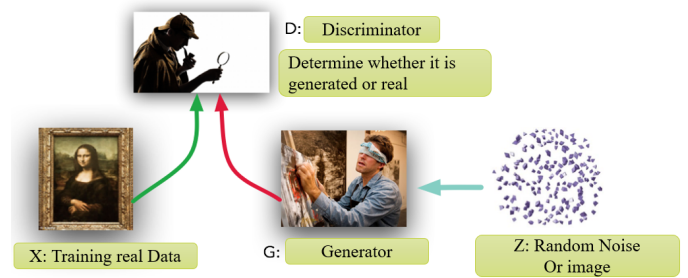 D: Discriminator
Determine whether it is
generated or real
X: Training real Data
G: Generator
Z: Random Noise
Or image